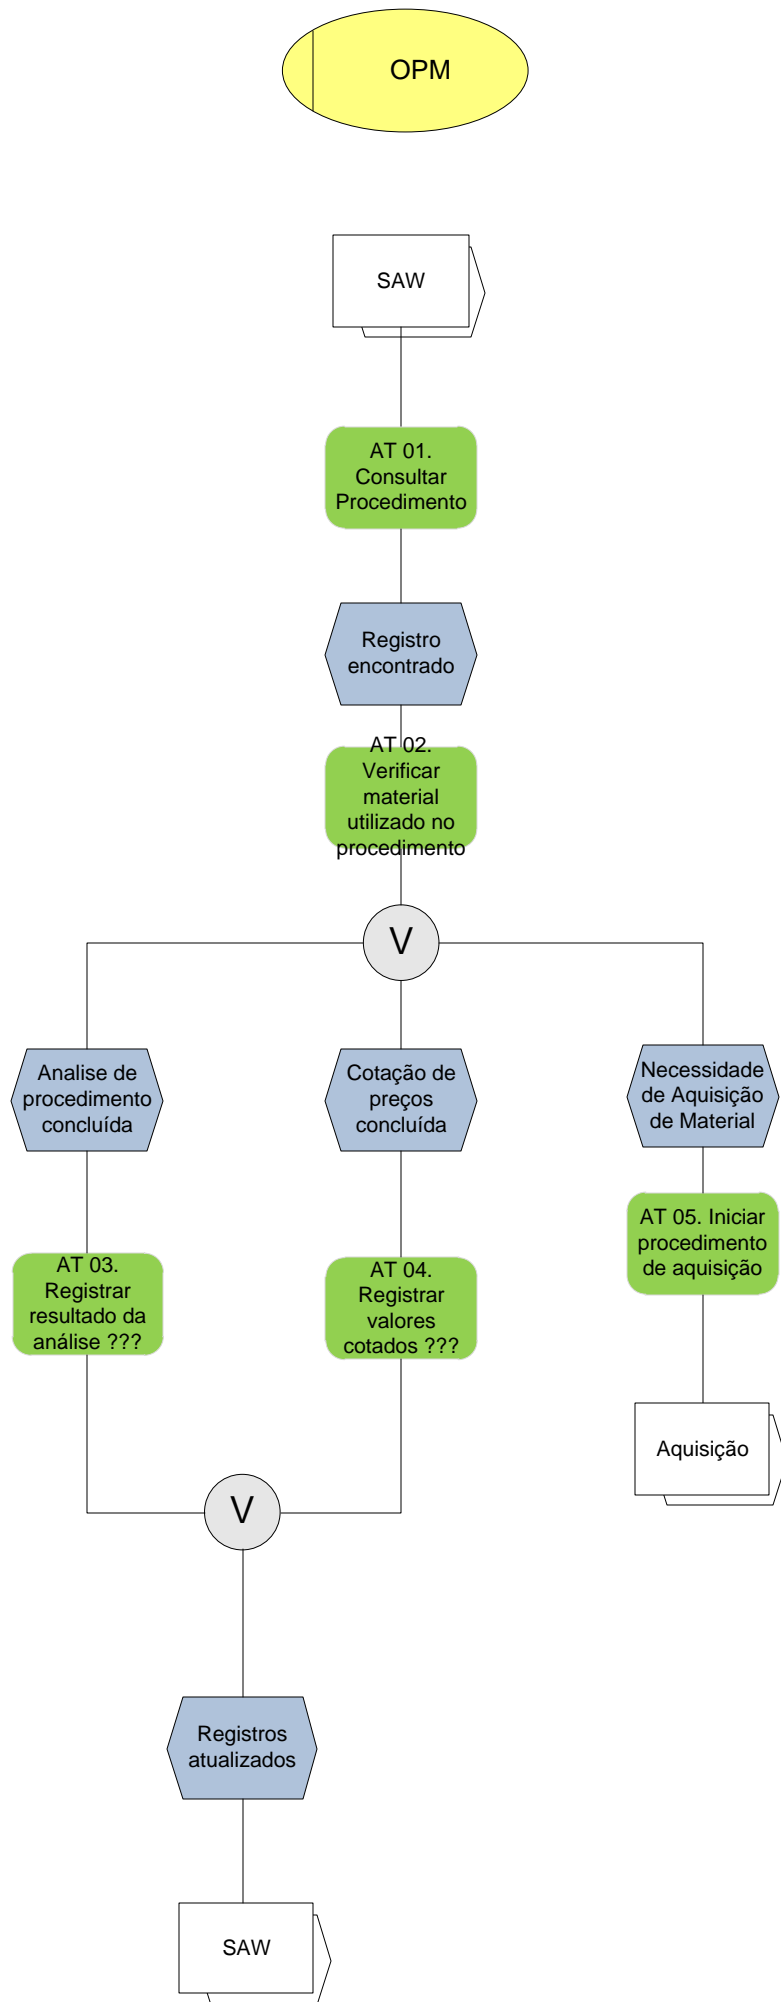 OPM
SAW
AT 01.
Consultar
Procedimento
Registro
encontrado
AT 02.
Verificar
material
utilizado no
procedimento
V
Analise de
procedimento
concluída
Cotação de
preços
concluída
Necessidade
de Aquisição
de Material
AT 03.
Registrar
resultado da
análise ???
AT 04.
Registrar
valores
cotados ???
AT 05. Iniciar
procedimento
de aquisição
Aquisição
V
Registros
atualizados
SAW